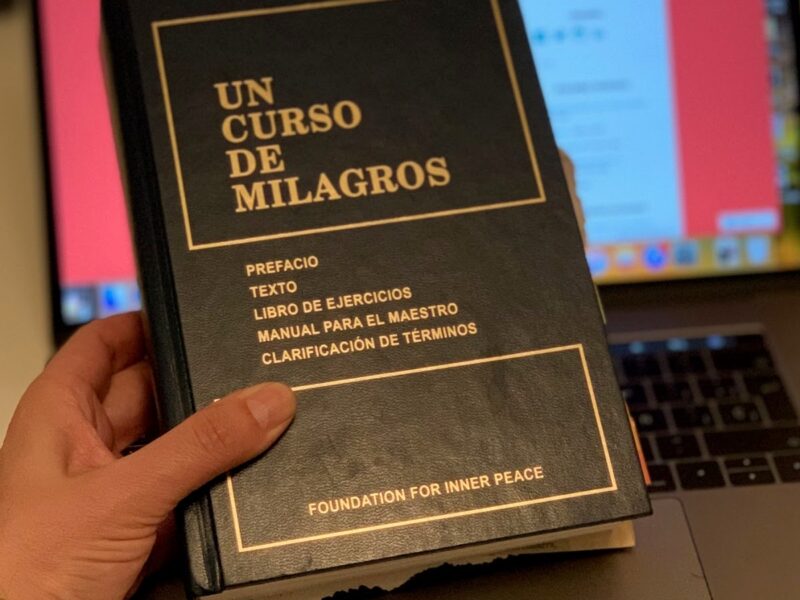 UN
CURSO
DE
MILAGROS
PREFACIO
TEXTO
LIBRO DE EJERCICIOS
MANUAL PARA EL MAESTRO
CLARIFICACIÓN DE TÉRMINOS
FOUNDATION FOR INNER PEACE